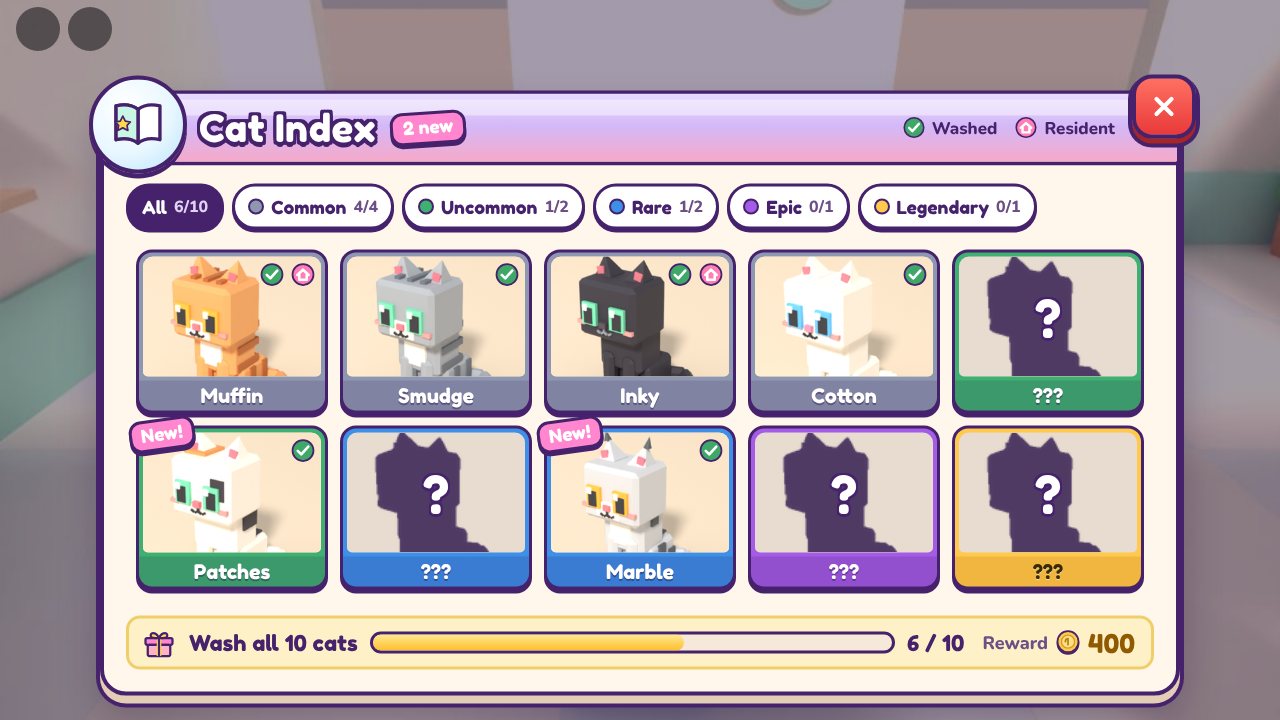 Cat Index
2 new
Washed
Resident
All 6/10
Common 4/4
Uncommon 1/2
Rare 1/2
Epic 0/1
Legendary 0/1
?
Muffin
Smudge
Inky
Cotton
???
New!
New!
?
?
?
Patches
???
Marble
???
???
Wash all 10 cats
6 / 10
Reward
1
400